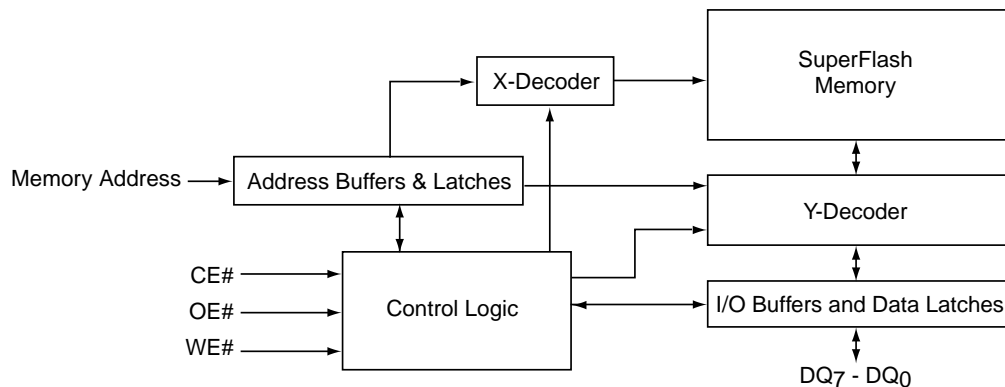 SuperFlash
Memory
X-Decoder
Memory Address
Address Buffers & Latches
Y-Decoder
CE#
OE#
WE#
Control Logic
I/O Buffers and Data Latches
DQ7 - DQ0